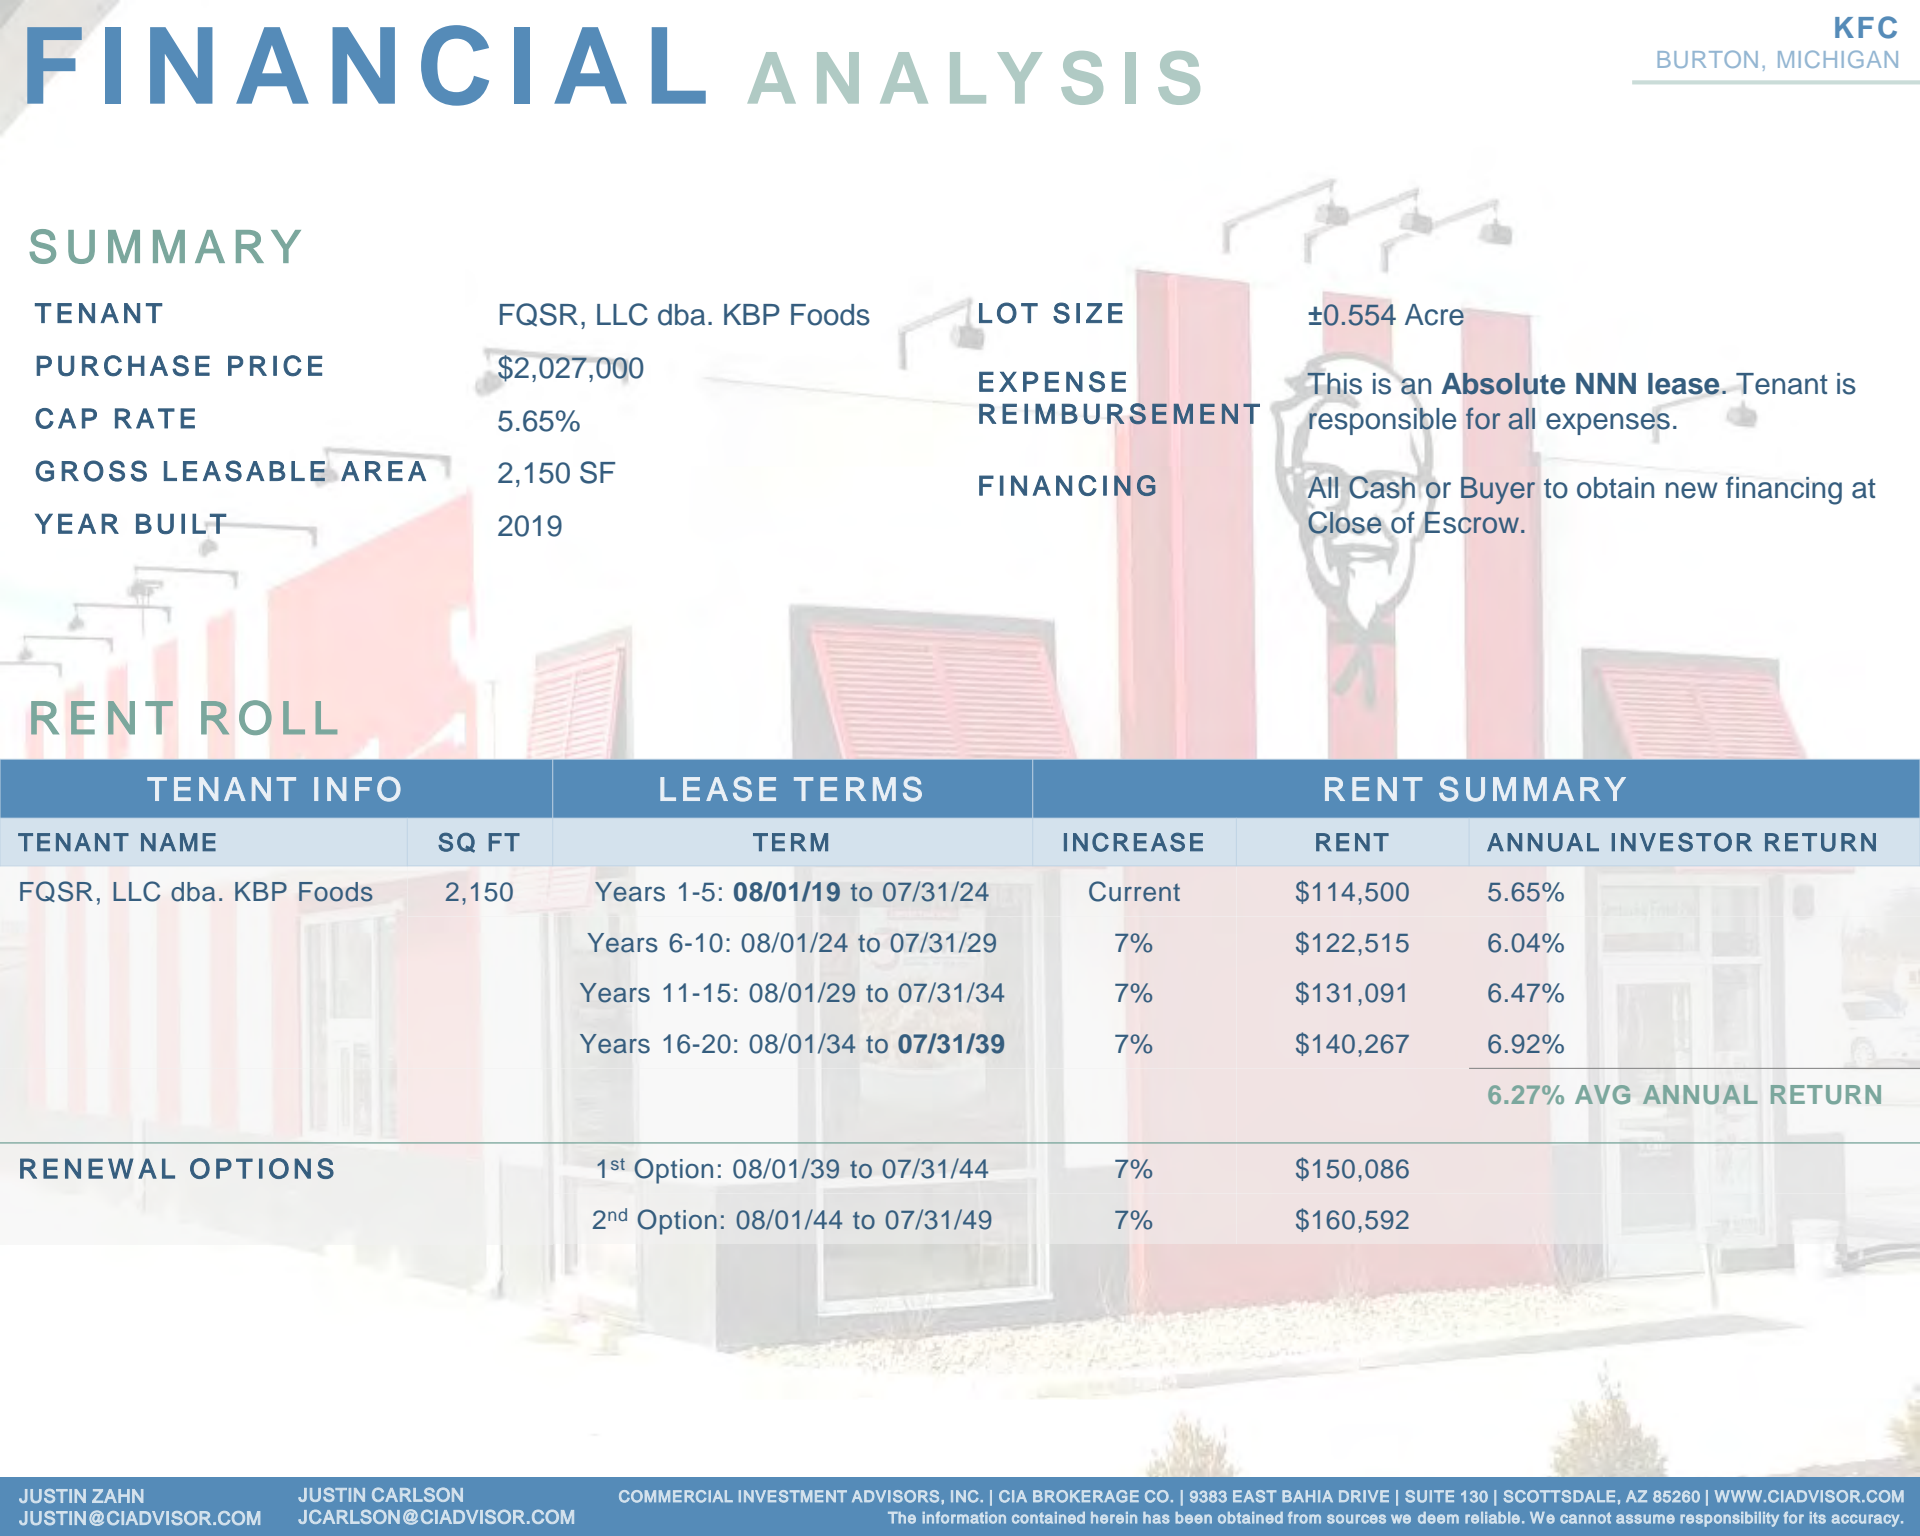 FINANCIAL ANALYSIS
KFC
BURTON, MICHIGAN
SUMMARY
TENANT FQSR, LLC dba. KBP Foods
PURCHASE PRICE $2,027,000
CAP RATE 5.65%
GROSS LEASABLE AREA 2,150 SF
YEAR BUILT 2019
LOT SIZE ±0.554 Acre
EXPENSE REIMBURSEMENT This is an Absolute NNN lease. Tenant is
responsible for all expenses.
FINANCING All Cash or Buyer to obtain new financing at
Close of Escrow.
RENT ROLL
TENANT INFO LEASE TERMS RENT SUMMARY
TENANT NAME SQ FT TERM INCREASE RENT ANNUAL INVESTOR RETURN
FQSR, LLC dba. KBP Foods 2,150 Years 1-5: 08/01/19 to 07/31/24 Current $114,500 5.65%
Years 6-10: 08/01/24 to 07/31/29 7% $122,515 6.04%
Years 11-15: 08/01/29 to 07/31/34 7% $131,091 6.47%
Years 16-20: 08/01/34 to 07/31/39 7% $140,267 6.92%
6.27% AVG ANNUAL RETURN
RENEWAL OPTIONS 1st Option: 08/01/39 to 07/31/44 7% $150,086
2nd Option: 08/01/44 to 07/31/49 7% $160,592
JUSTIN ZAHN
JUSTIN@CIADVISOR.COM
JUSTIN CARLSON
JCARLSON@CIADVISOR.COM
COMMERCIAL INVESTMENT ADVISORS, INC. | CIA BROKERAGE CO. | 9383 EAST BAHIA DRIVE | SUITE 130 | SCOTTSDALE, AZ 85260 | WWW.CIADVISOR.COM
The information contained herein has been obtained from sources we deem reliable. We cannot assume responsibility for its accuracy.